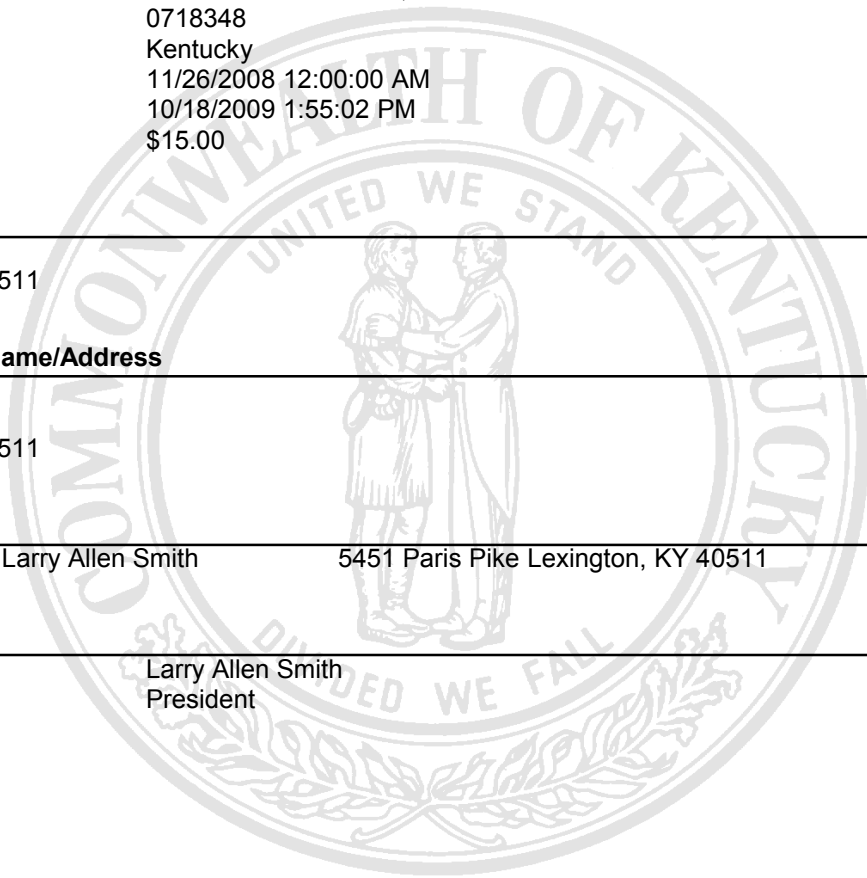 0718348
Kentucky
11/26/2008 12:00:00 AM
10/18/2009 1:55:02 PM
$15.00
511
ame/Address
511
Larry Allen Smith 5451 Paris Pike Lexington, KY 40511
Larry Allen Smith
President
COMMONWEALTH OF KENTUCKY
UNITED WE STAND
DIVIDED WE FALL